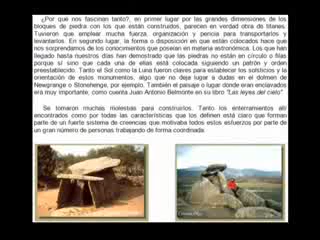 ¿Por qué nos fascinan tanto?, en primer lugar por las grandes dimensiones de los
bloques de piedra con los que están construidos, parecen en verdad obra de titanes.
Tuvieron que emplear mucha fuerza, organización y pericia para transportarlos y
levantarlos. En segundo lugar, la forma o disposición en que están colocados hace que
nos sorprendamos de los conocimientos que poseían en materia astronómica. Los que han
llegado hasta nuestros días han demostrado que las piedras no están en círculo o filas
porque sí sino que cada una de ellas está colocada siguiendo un patrón y orden
preestablecido. Tanto el Sol como la Luna fueron claves para establecer los solsticios y la
orientación de estos monumentos, algo que no deja lugar a dudas en el dolmen de
Newgrange o Stonehenge, por ejemplo. También el paisaje o lugar donde eran enclavados
era muy importante, como cuenta Juan Antonio Belmonte en su libro "Las leyes del cielo".
Se tomaron muchas molestias para construirlos. Tanto los enterramientos allí
encontrados como por todas las características que los definen está claro que forman
parte de un fuerte sistema de creencias que motivaba todos estos esfuerzos por parte de
un gran número de personas trabajando de forma coordinada.